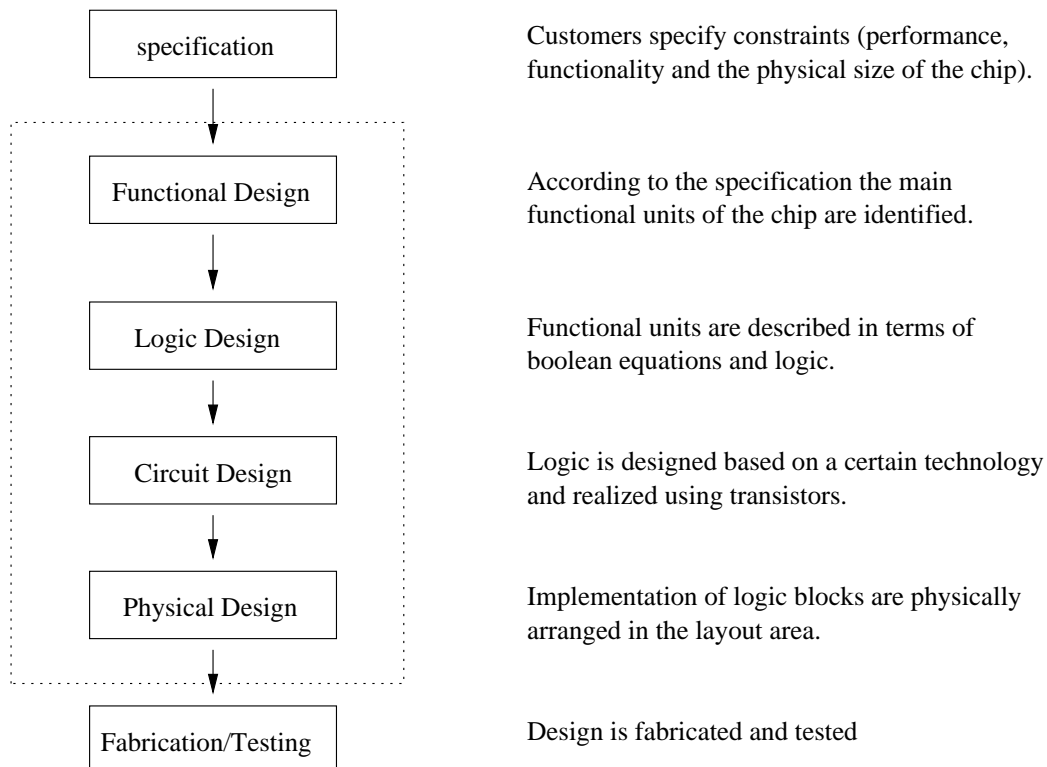 specification
Customers specify constraints (performance,
functionality and the physical size of the chip).
Functional Design
According to the specification the main
functional units of the chip are identified.
Logic Design
Functional units are described in terms of
boolean equations and logic.
Circuit Design
Logic is designed based on a certain technology
and realized using transistors.
Physical Design
Implementation of logic blocks are physically
arranged in the layout area.
Fabrication/Testing
Design is fabricated and tested